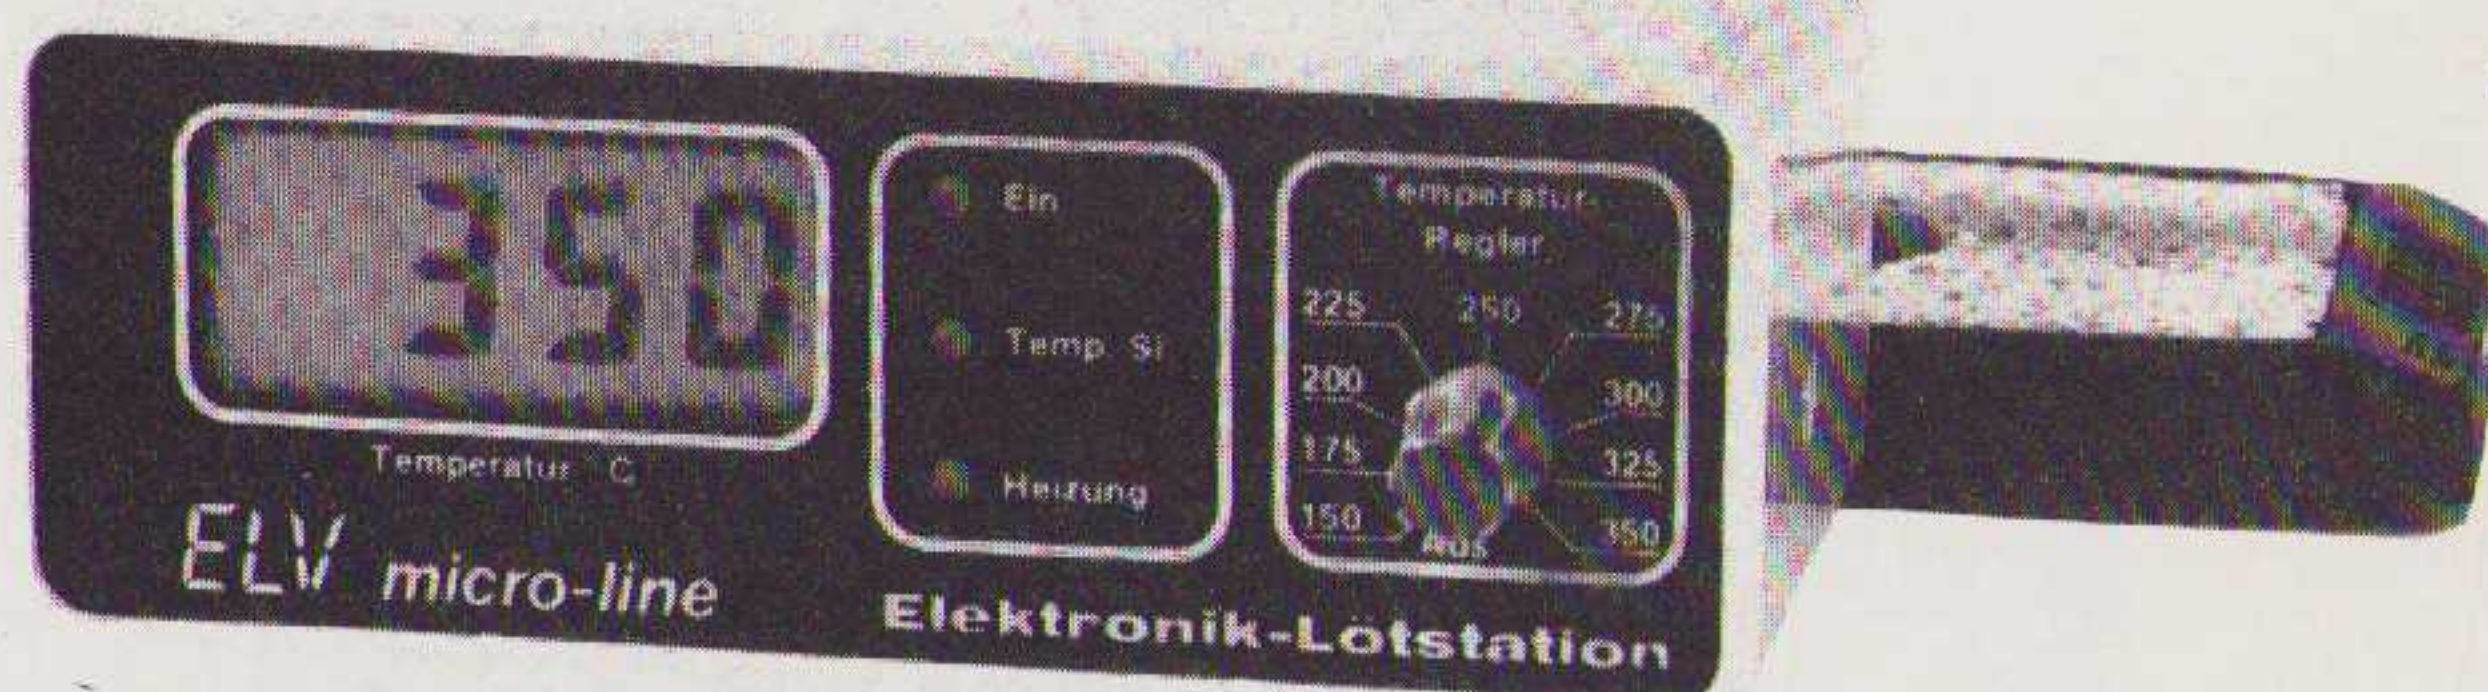 350
Temperatur °C
ELV micro-line
Ein
Temp Si
Heizung
Temperatur-
Regler
225 250 275
200 300
175 325
150 350
Aus
Elektronik-Lötstation